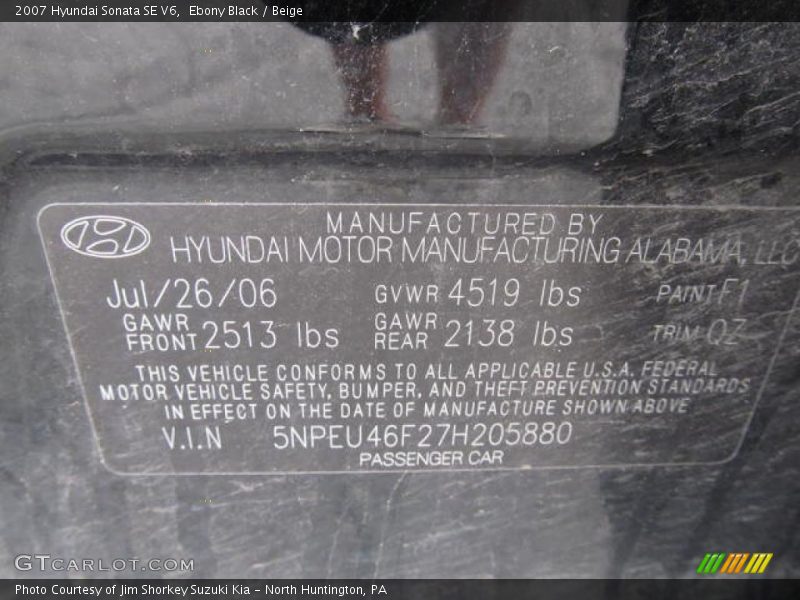 2007 Hyundai Sonata SE V6,  Ebony Black / Beige
MANUFACTURED BY
HYUNDAI MOTOR MANUFACTURING ALABAMA, LLC
Jul/26/06 GVWR 4519 lbs PAINT F1
GAWR FRONT 2513 lbs GAWR REAR 2138 lbs TRIM QZ
THIS VEHICLE CONFORMS TO ALL APPLICABLE U.S.A. FEDERAL
MOTOR VEHICLE SAFETY, BUMPER, AND THEFT PREVENTION STANDARDS
IN EFFECT ON THE DATE OF MANUFACTURE SHOWN ABOVE
V.I.N 5NPEU46F27H205880
PASSENGER CAR
GTCARLOT.COM
Photo Courtesy of Jim Shorkey Suzuki Kia - North Huntington, PA